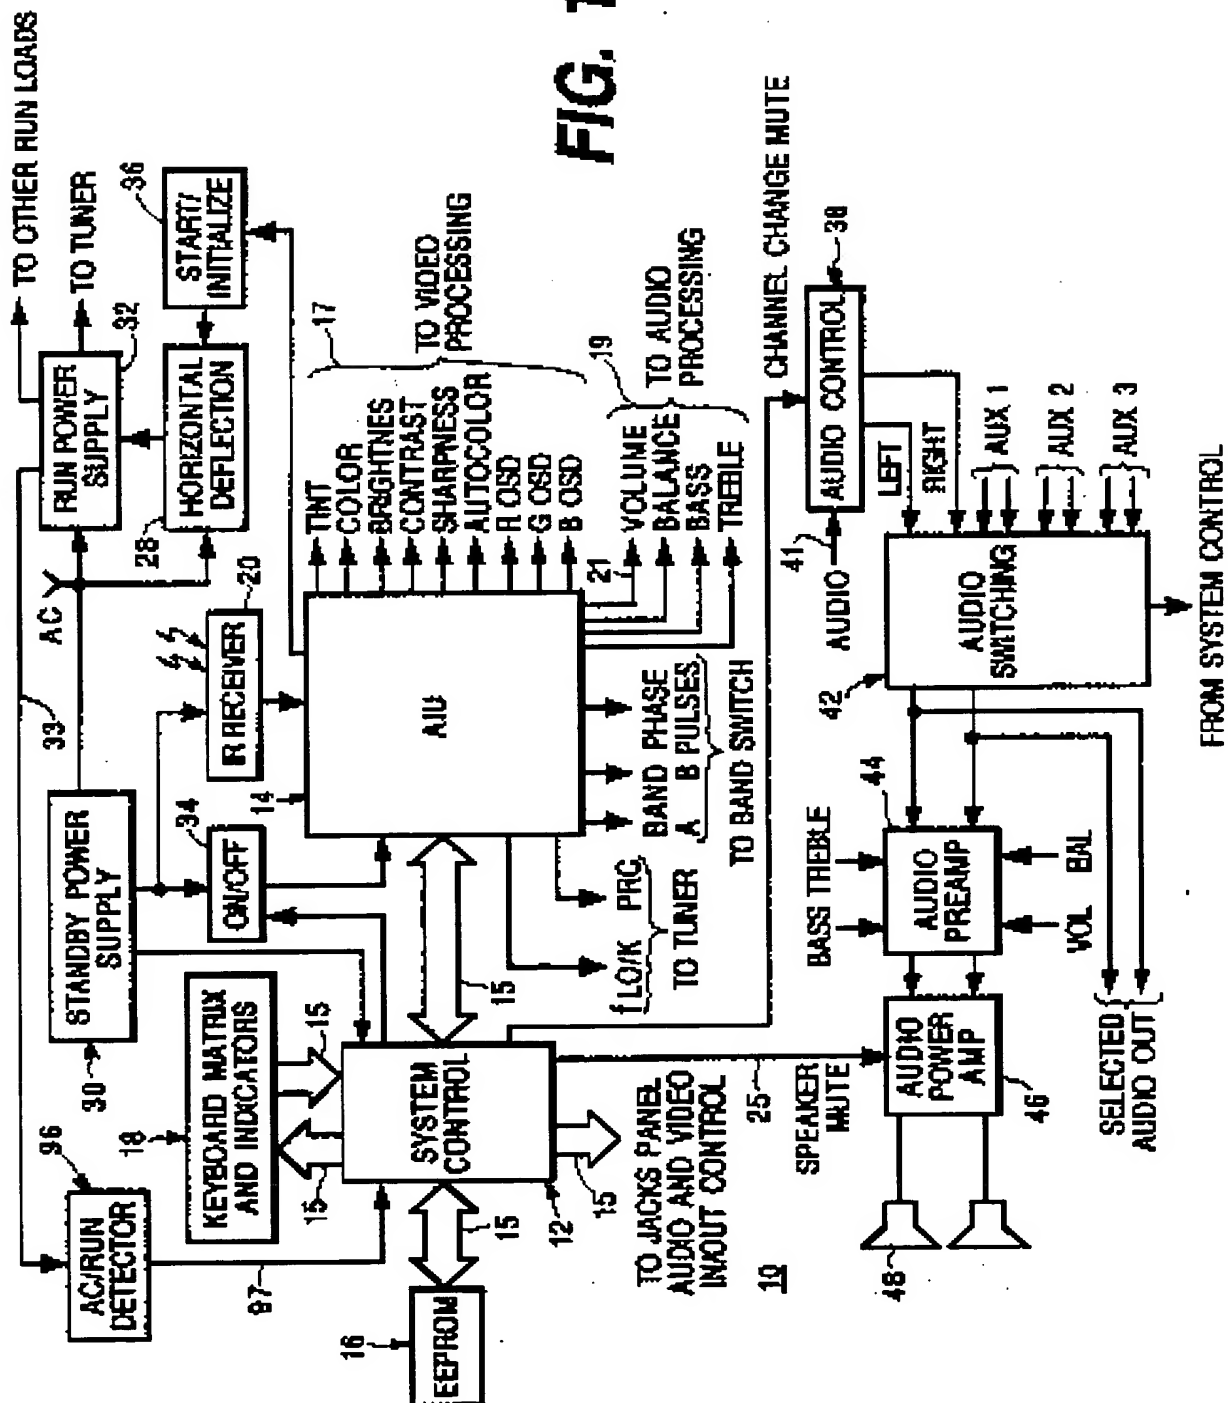 FIG. 1
TO OTHER RUN LOADS
TO TUNER
36
START/
INITIALIZE
32
RUN POWER
SUPPLY
HORIZONTAL
DEFLECTION
28
AC
33
20
IR RECEIVER
STANDBY POWER
SUPPLY
30
34
ON/OFF
14
AIU
17
TO VIDEO
PROCESSING
TINT
COLOR
BRIGHTNES
CONTRAST
SHARPNESS
AUTOCOLOR
R OSD
G OSD
B OSD
19
TO AUDIO
PROCESSING
21
VOLUME
BALANCE
BASS
TREBLE
BAND PHASE
A B PULSES
TO BAND SWITCH
fLO/K PRG
TO TUNER
96
AC/RUN
DETECTOR
97
18
KEYBOARD MATRIX
AND INDICATORS
15
15
SYSTEM
CONTROL
12
15
15
15
16
EEPROM
TO JACKS PANEL
AUDIO AND VIDEO
IN/OUT CONTROL
10
25
SPEAKER
MUTE
CHANNEL CHANGE MUTE
38
AUDIO CONTROL
41
AUDIO
LEFT
RIGHT
AUX 1
AUX 2
AUX 3
AUDIO
SWITCHING
42
FROM SYSTEM CONTROL
44
BASS TREBLE
AUDIO
PREAMP
VOL BAL
AUDIO
POWER
AMP
46
48
SELECTED
AUDIO OUT